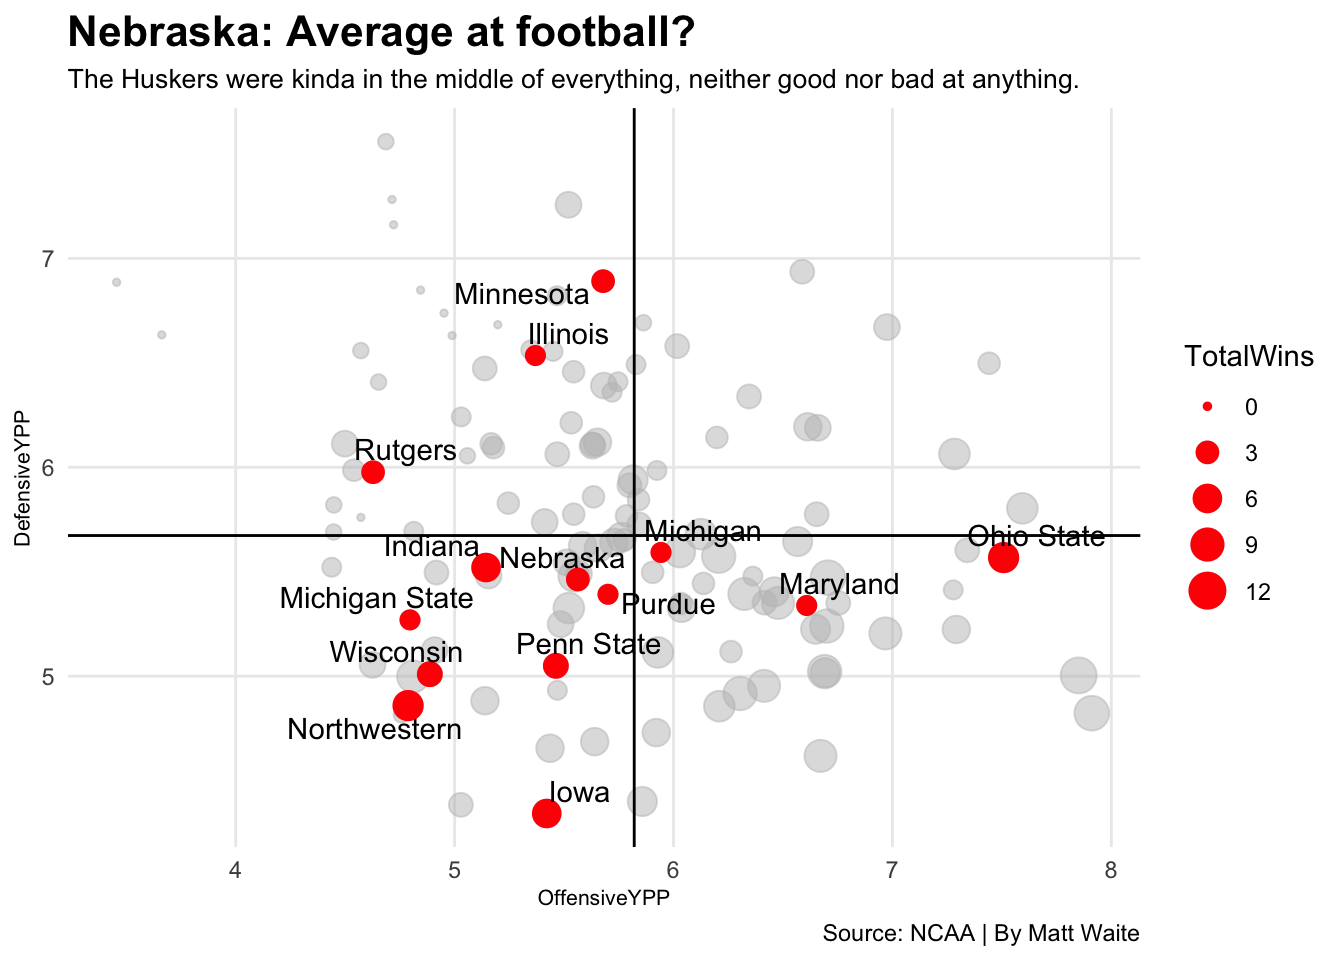 Nebraska: Average at football?
The Huskers were kinda in the middle of everything, neither good nor bad at anything.
7
6
5
DefensiveYPP
Minnesota
Illinois
Rutgers
Michigan
Ohio State
Indiana
Nebraska
Maryland
Michigan State
Purdue
Penn State
Wisconsin
Northwestern
Iowa
4 5 6 7 8
OffensiveYPP
TotalWins
0
3
6
9
12
Source: NCAA | By Matt Waite